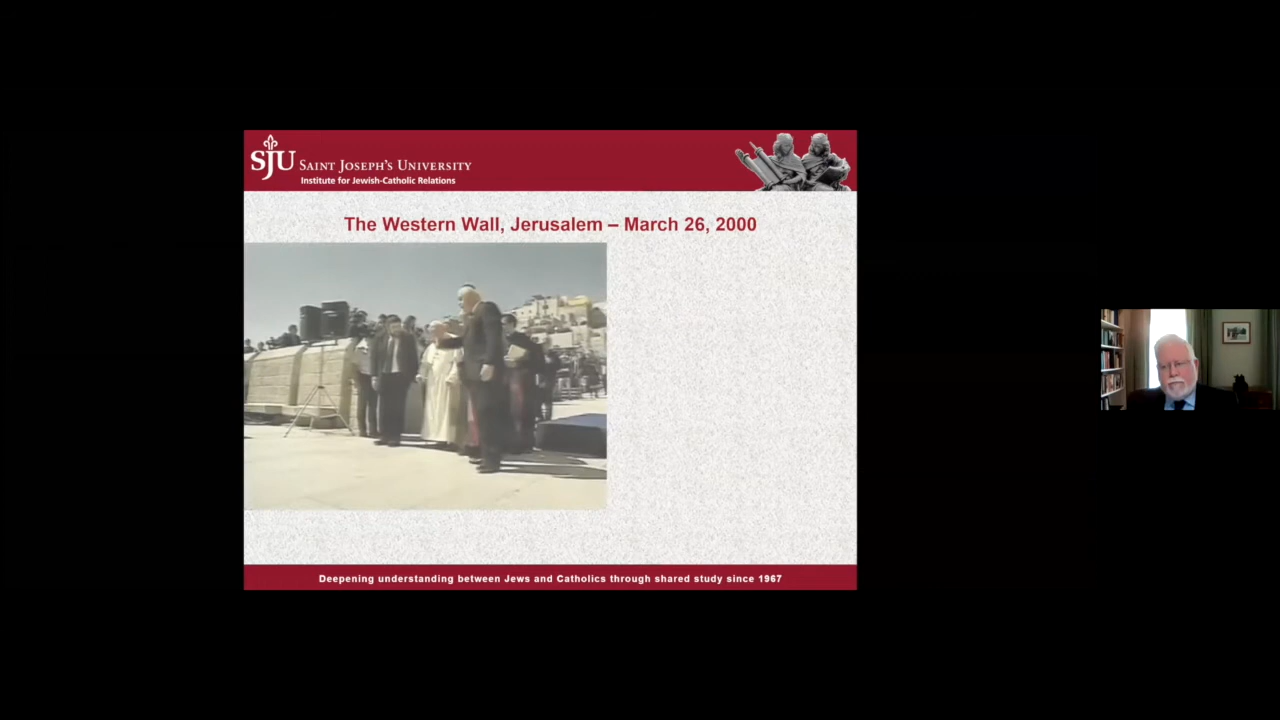 SJU SAINT JOSEPH'S UNIVERSITY
Institute for Jewish-Catholic Relations
The Western Wall, Jerusalem – March 26, 2000
Deepening understanding between Jews and Catholics through shared study since 1967